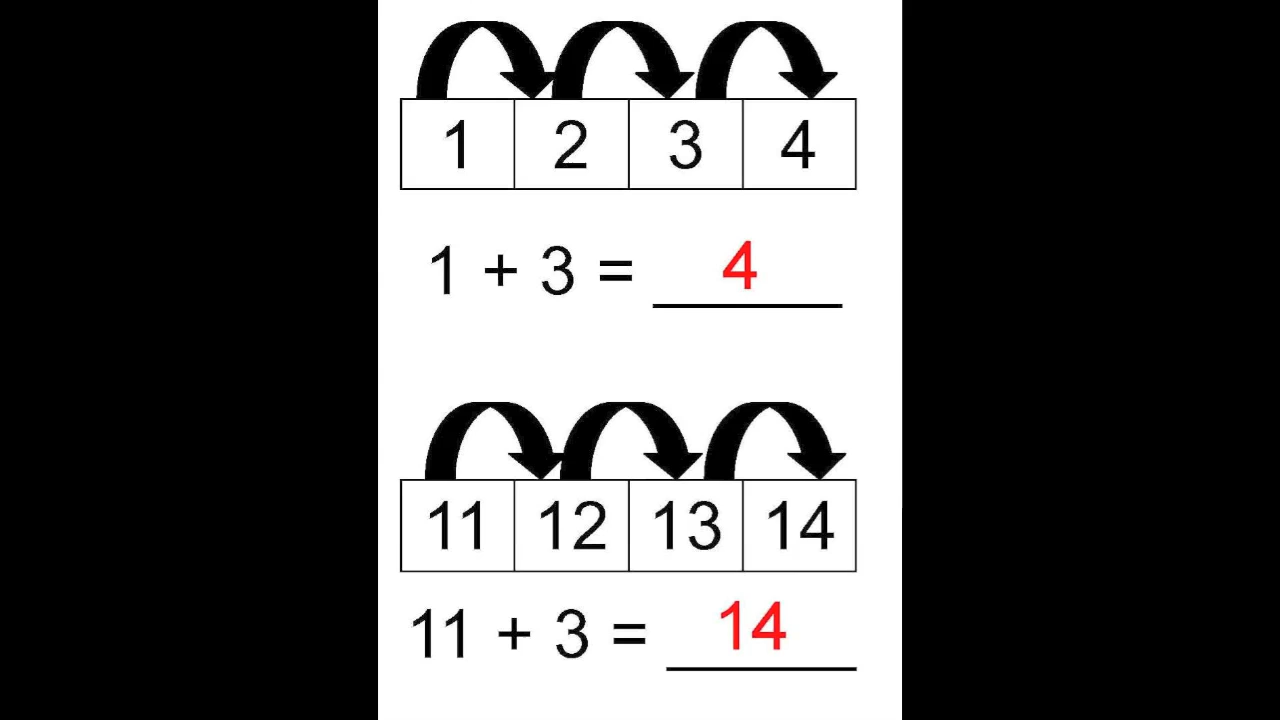 1 2 3 4
1 + 3 = 4
11 12 13 14
11 + 3 = 14